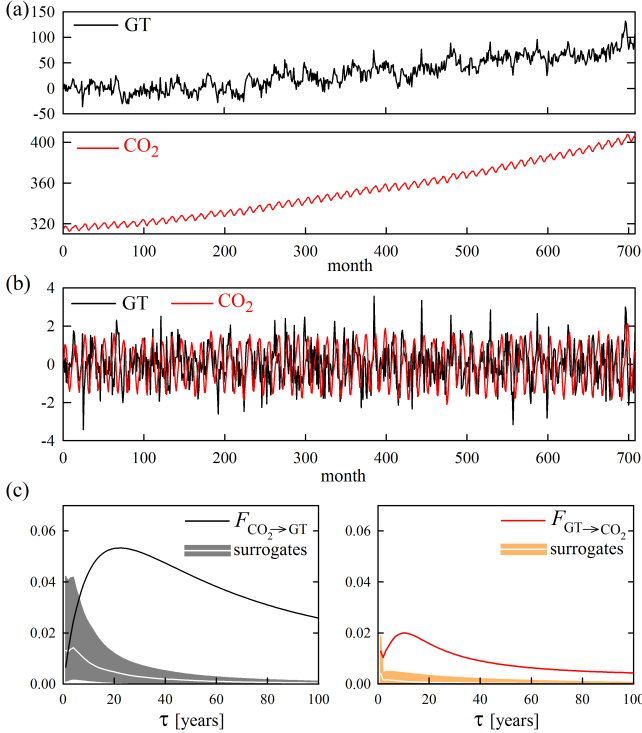 (a)
150
100
50
0
-50
GT
400
360
320
CO2
0 100 200 300 400 500 600 700
month
(b)
GT CO2
4
2
0
-2
-4
0 100 200 300 400 500 600 700
month
(c)
0.06
0.04
0.02
0.00
F CO2→GT
surrogates
0 20 40 60 80 100
τ [years]
0.06
0.04
0.02
0.00
F GT→CO2
surrogates
0 20 40 60 80 100
τ [years]